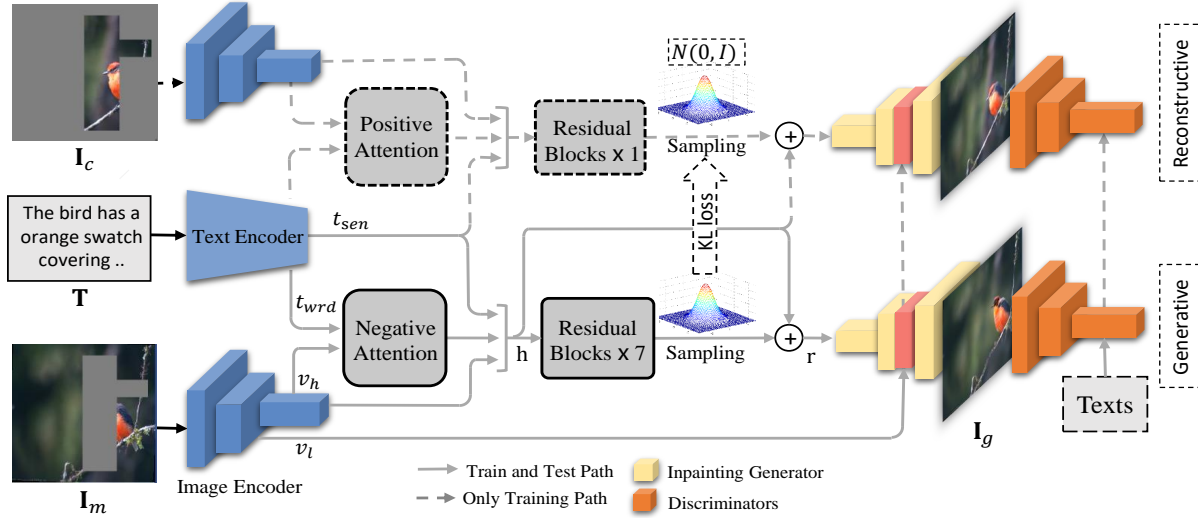 I_c
The bird has a
orange swatch
covering ..
T
I_m
Text Encoder
t_sen
t_wrd
v_h
v_l
Image Encoder
Positive
Attention
Negative
Attention
Residual
Blocks x 1
h
Residual
Blocks x 7
N(0, I)
Sampling
KL loss
Sampling
+
+
r
I_g
Texts
Reconstructive
Generative
Train and Test Path
Only Training Path
Inpainting Generator
Discriminators